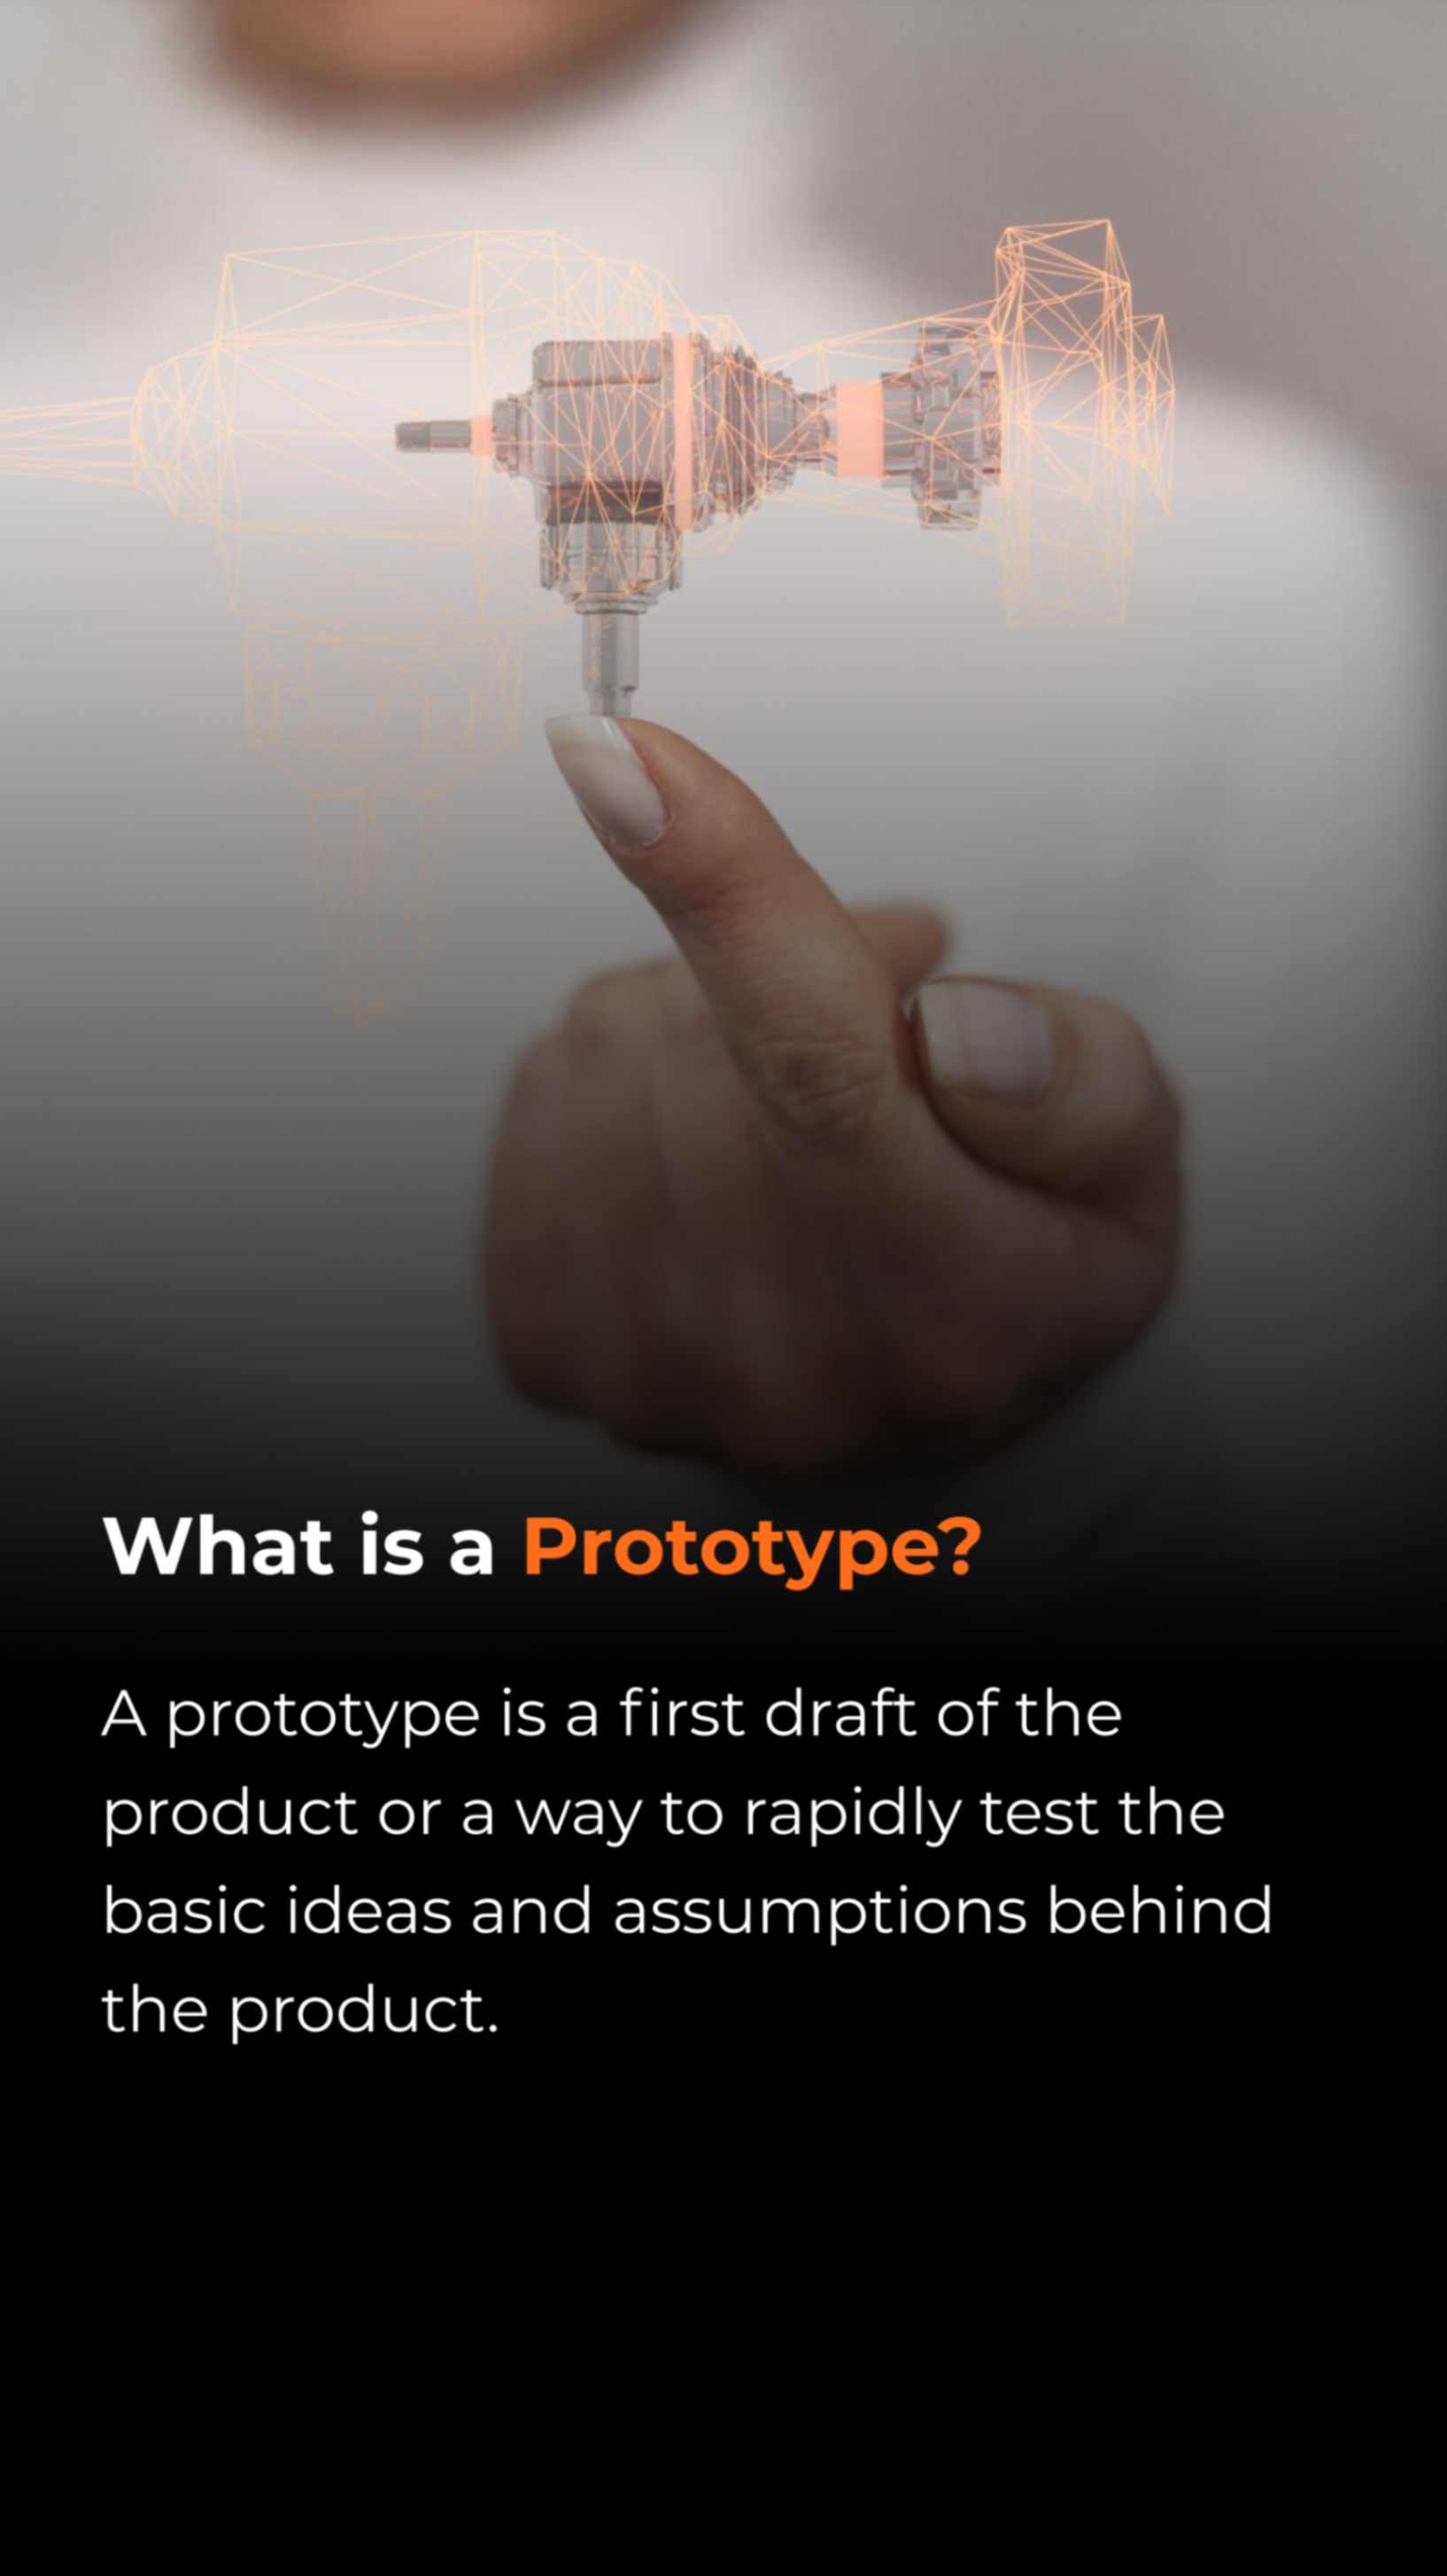 What is a Prototype?
A prototype is a first draft of the
product or a way to rapidly test the
basic ideas and assumptions behind
the product.